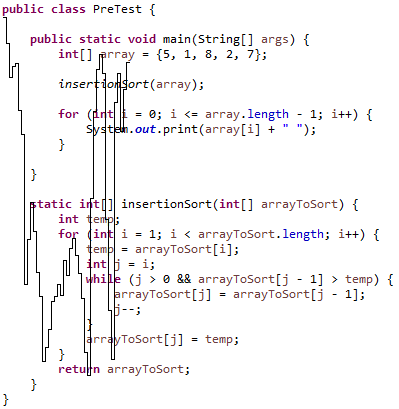 public class PreTest {
public static void main(String[] args) {
int[] array = {5, 1, 8, 2, 7};
insertionSort(array);
for (int i = 0; i <= array.length - 1; i++) {
System.out.print(array[i] + " ");
}
}
static int[] insertionSort(int[] arrayToSort) {
int temp;
for (int i = 1; i < arrayToSort.length; i++) {
temp = arrayToSort[i];
int j = i;
while (j > 0 && arrayToSort[j - 1] > temp) {
arrayToSort[j] = arrayToSort[j - 1];
j--;
}
arrayToSort[j] = temp;
}
return arrayToSort;
}
}